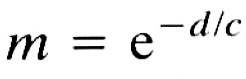 m = e^{-d/c}